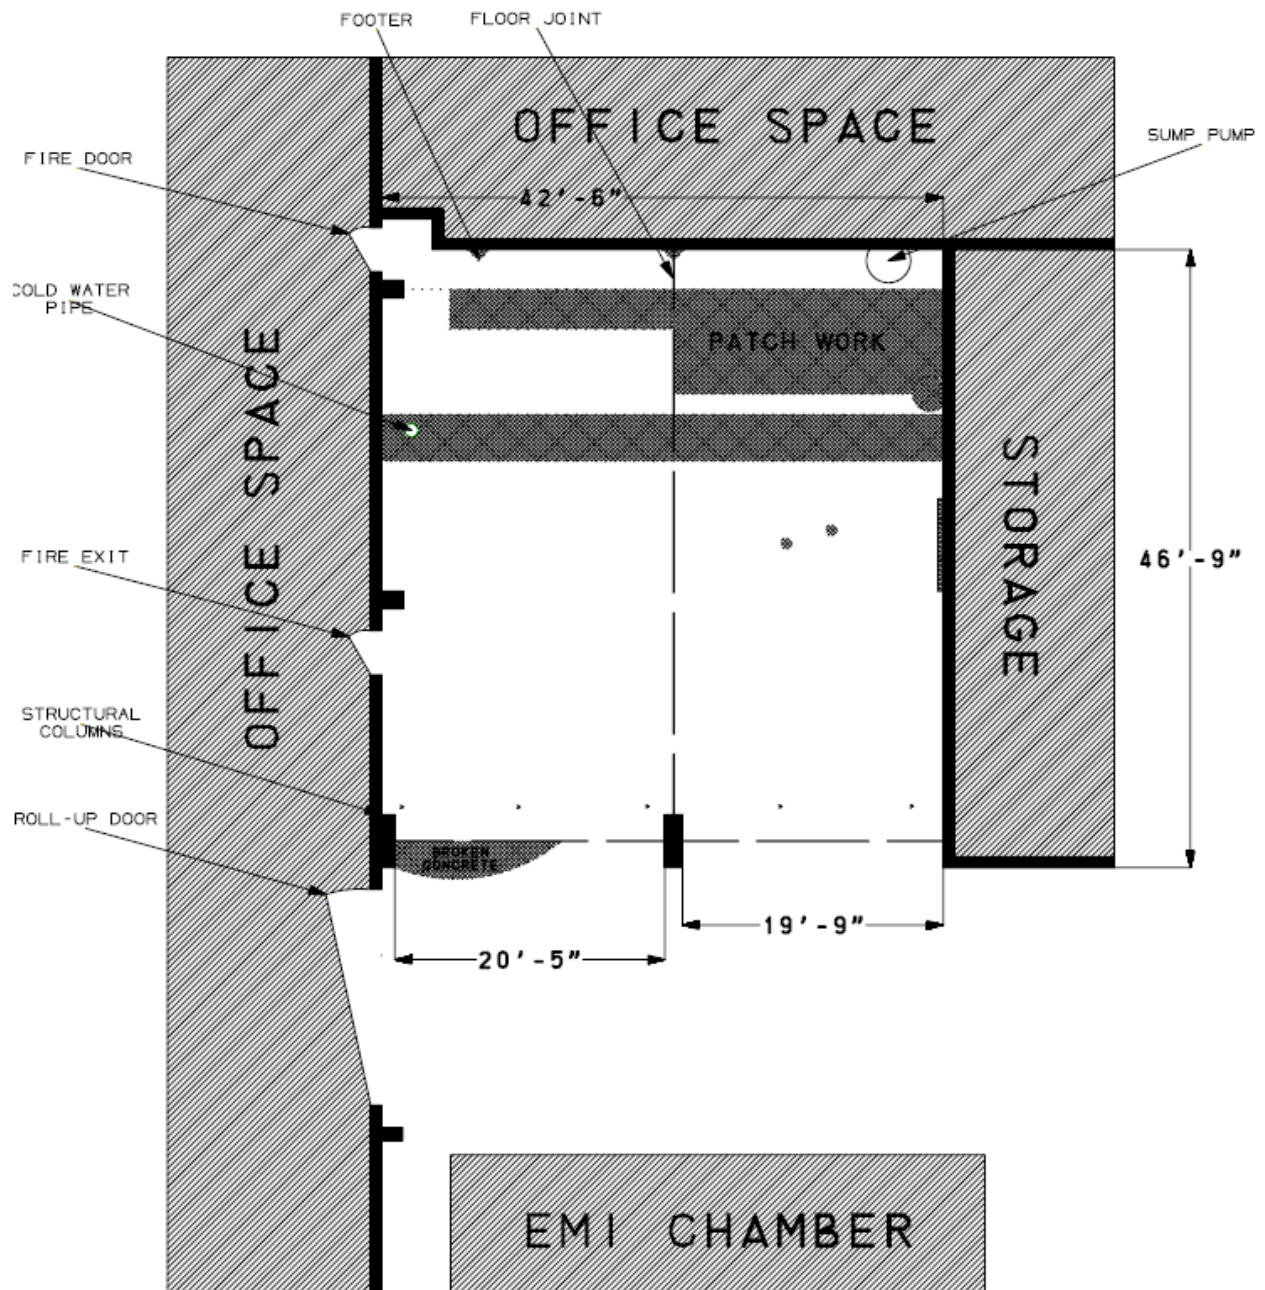 FOOTER
FLOOR JOINT
OFFICE SPACE
SUMP PUMP
FIRE DOOR
42'-6"
COLD WATER
PIPE
PATCH WORK
OFFICE SPACE
STORAGE
FIRE EXIT
46'-9"
STRUCTURAL
COLUMNS
ROLL-UP DOOR
BROKEN
CONCRETE
19'-9"
20'-5"
EMI CHAMBER